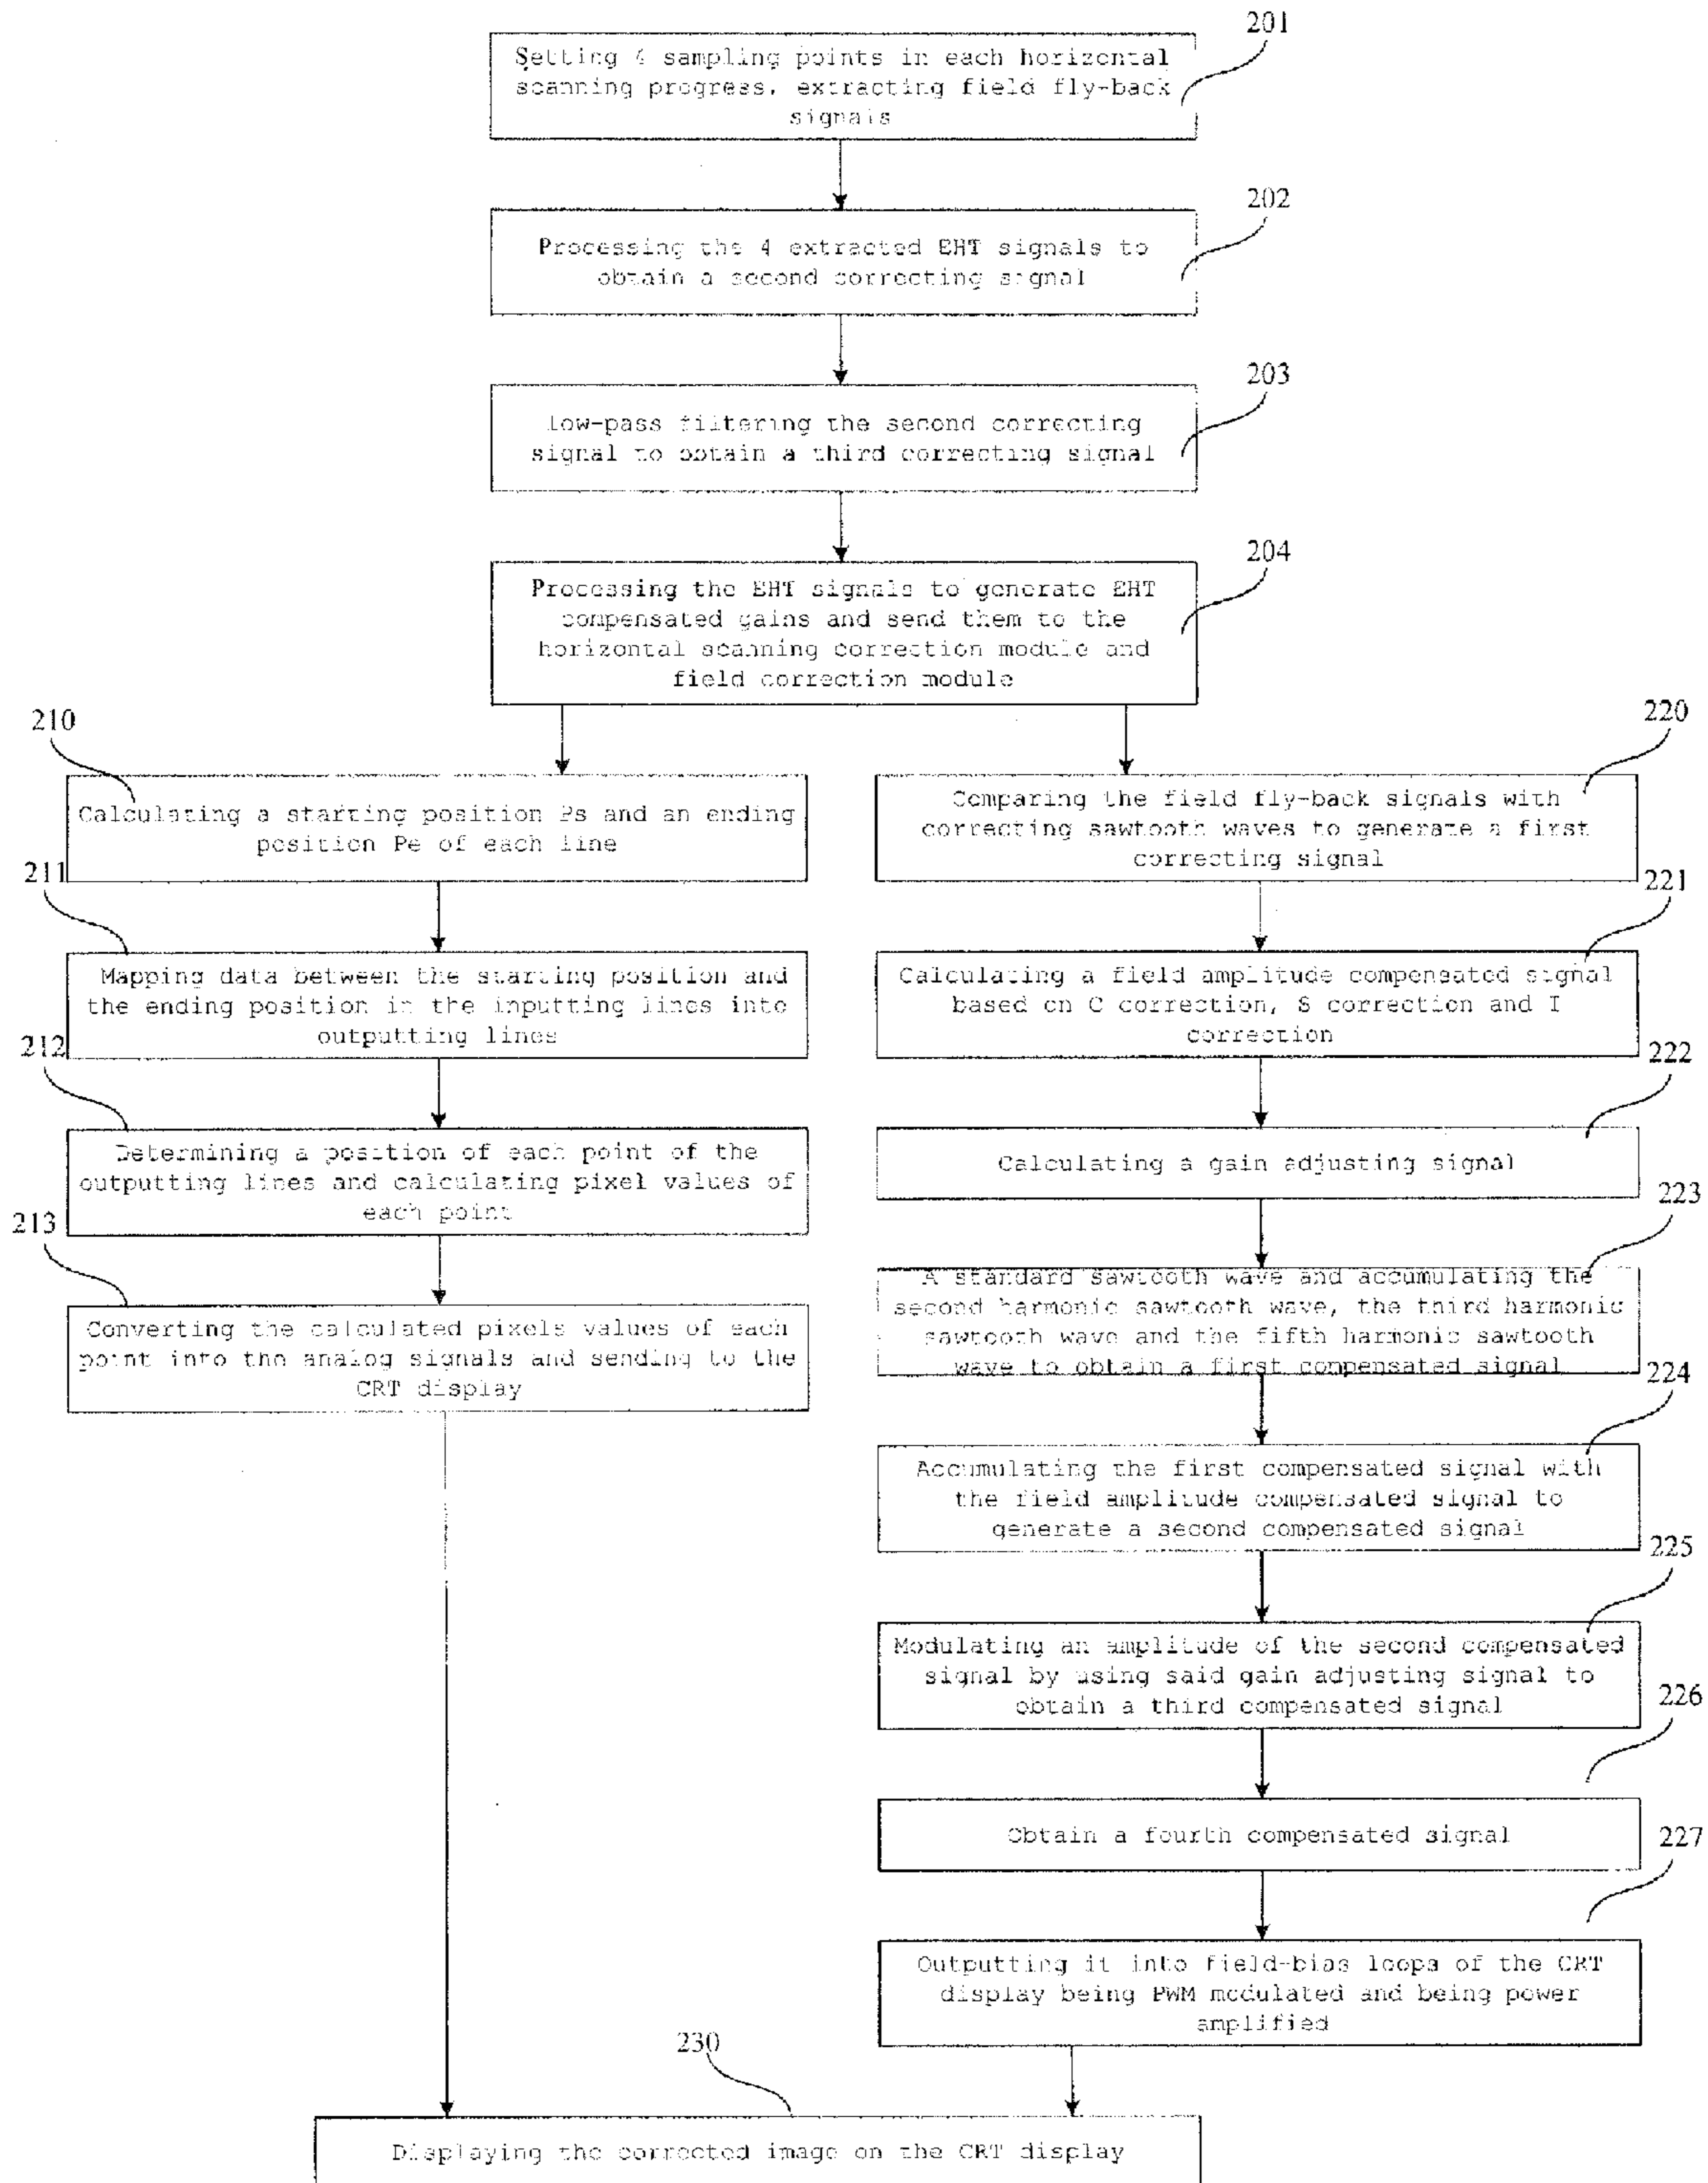 201
Setting 4 sampling points in each horizontal
scanning progress, extracting field fly-back
signals
202
Processing the 4 extracted EHT signals to
obtain a second correcting signal
203
Low-pass filtering the second correcting
signal to obtain a third correcting signal
204
Processing the EHT signals to generate EHT
compensated gains and send them to the
horizontal scanning correction module and
field correction module
210
Calculating a starting position Ps and an ending
position Pe of each line
211
Mapping data between the starting position and
the ending position in the inputting lines into
outputting lines
212
Determining a position of each point of the
outputting lines and calculating pixel values of
each point
213
Converting the calculated pixels values of each
point into the analog signals and sending to the
CRT display
220
Comparing the field fly-back signals with
correcting sawtooth waves to generate a first
correcting signal
221
Calculating a field amplitude compensated signal
based on C correction, S correction and I
correction
222
Calculating a gain adjusting signal
223
A standard sawtooth wave and accumulating the
second harmonic sawtooth wave, the third harmonic
sawtooth wave and the fifth harmonic sawtooth
wave to obtain a first compensated signal
224
Accumulating the first compensated signal with
the field amplitude compensated signal to
generate a second compensated signal
225
Modulating an amplitude of the second compensated
signal by using said gain adjusting signal to
obtain a third compensated signal
226
Obtain a fourth compensated signal
227
Outputting it into field-bias loops of the CRT
display being PWM modulated and being power
amplified
230
Displaying the corrected image on the CRT display